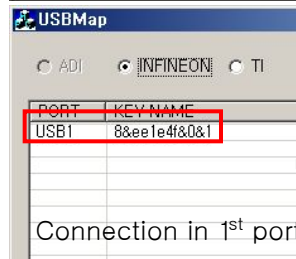 USBMap
ADI INFINEON TI
PORT KEY NAME
USB1 8&ee1e4f&0&1
Connection in 1st port